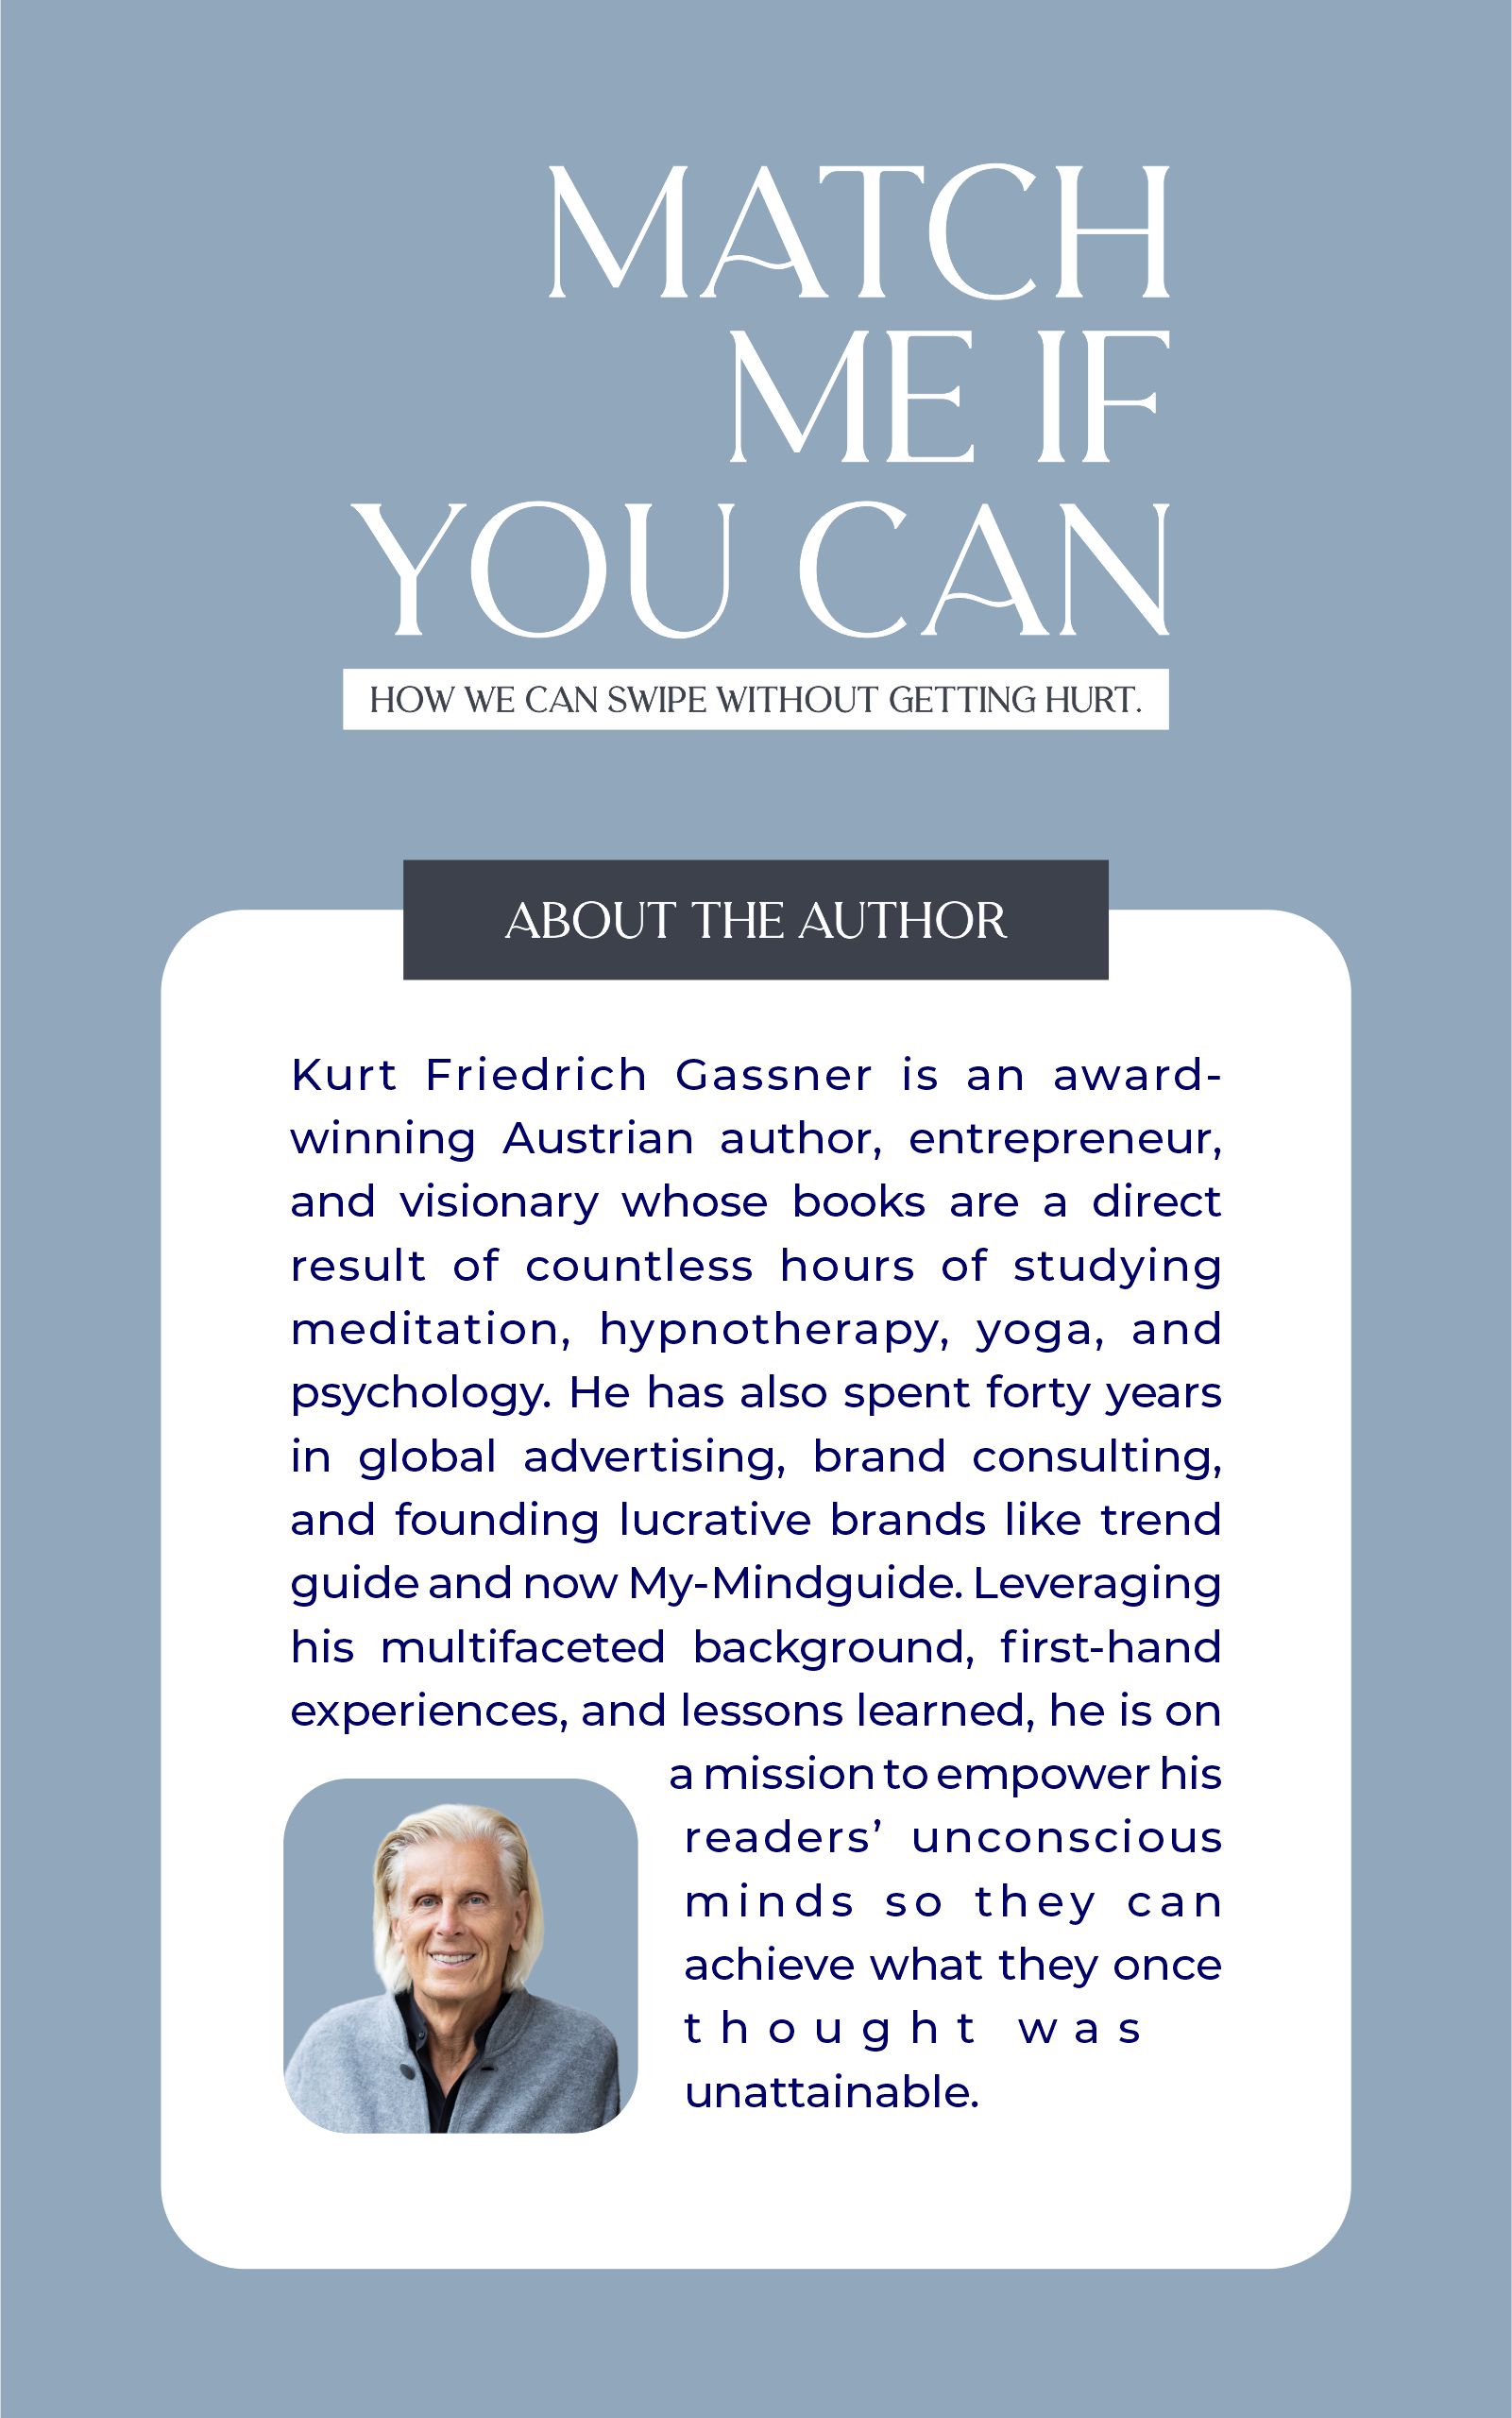 MATCH
ME IF
YOU CAN
HOW WE CAN SWIPE WITHOUT GETTING HURT.
ABOUT THE AUTHOR
Kurt Friedrich Gassner is an award-
winning Austrian author, entrepreneur,
and visionary whose books are a direct
result of countless hours of studying
meditation, hypnotherapy, yoga, and
psychology. He has also spent forty years
in global advertising, brand consulting,
and founding lucrative brands like trend
guide and now My-Mindguide. Leveraging
his multifaceted background, first-hand
experiences, and lessons learned, he is on
a mission to empower his
readers’ unconscious
minds so they can
achieve what they once
thought was
unattainable.